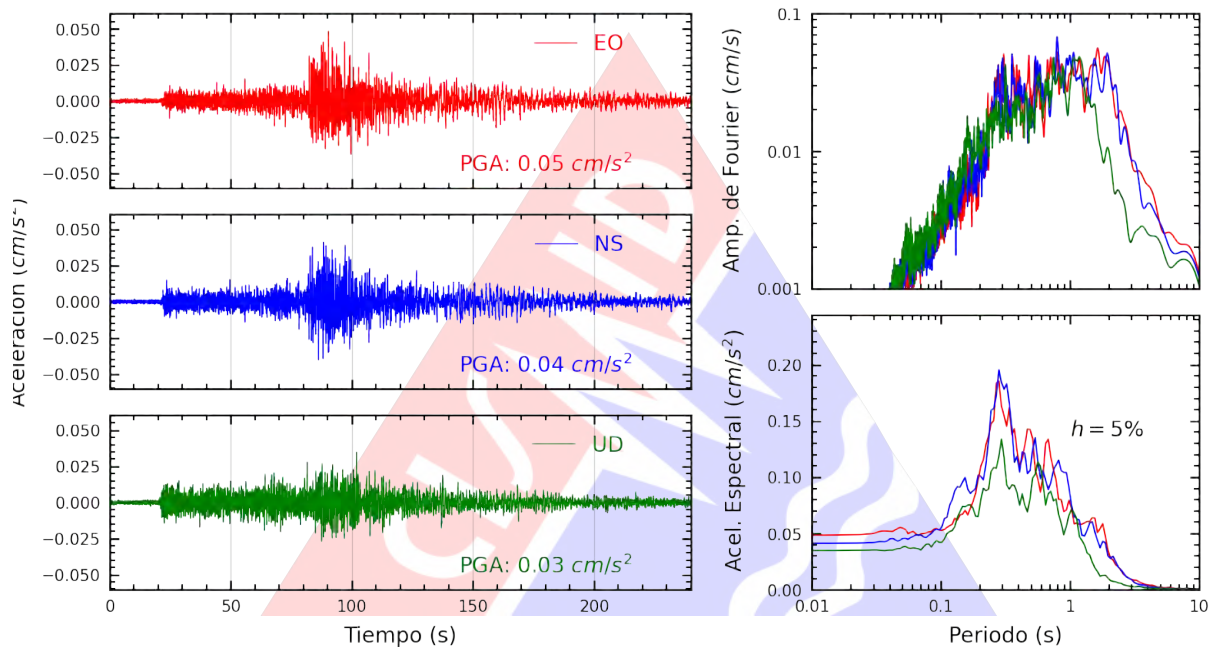 EO
0.050
0.025
0.000
−0.025
−0.050
PGA: 0.05 cm/s²
NS
0.050
0.025
0.000
−0.025
−0.050
PGA: 0.04 cm/s²
UD
0.050
0.025
0.000
−0.025
−0.050
PGA: 0.03 cm/s²
0 50 100 150 200
Tiempo (s)
CSMID
0.1
0.01
0.001
Amp. de Fourier (cm/s)
0.20
0.15
0.10
0.05
0.00
Acel. Espectral (cm/s²)
h = 5%
0.01 0.1 1 10
Periodo (s)